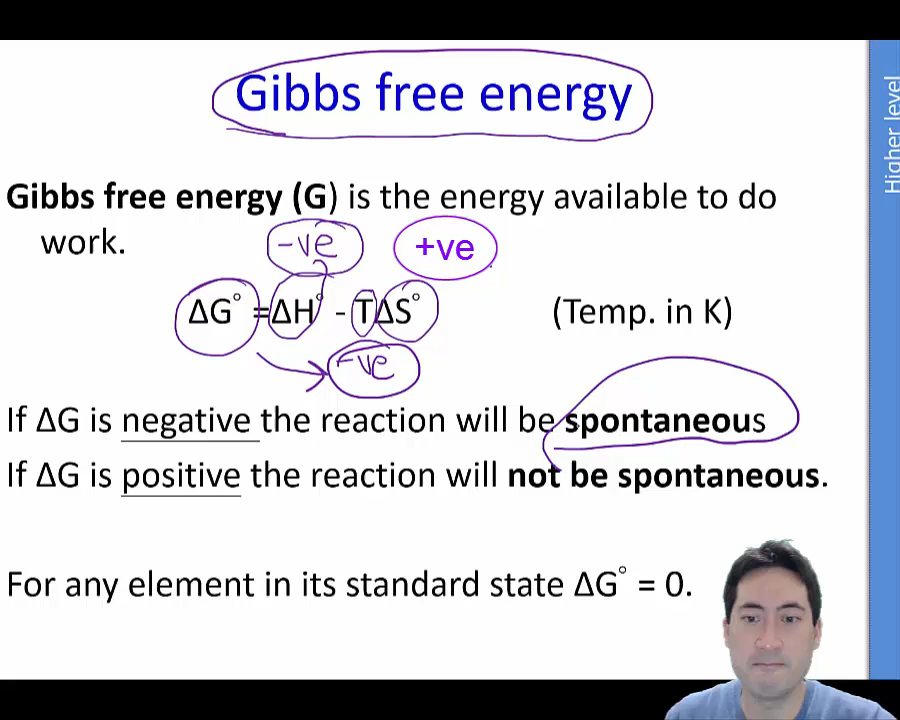 Gibbs free energy
Higher level
Gibbs free energy (G) is the energy available to do
work.
-ve +ve
ΔG° =ΔH° - TΔS° (Temp. in K)
-ve
If ΔG is negative the reaction will be spontaneous
If ΔG is positive the reaction will not be spontaneous.
For any element in its standard state ΔG° = 0.